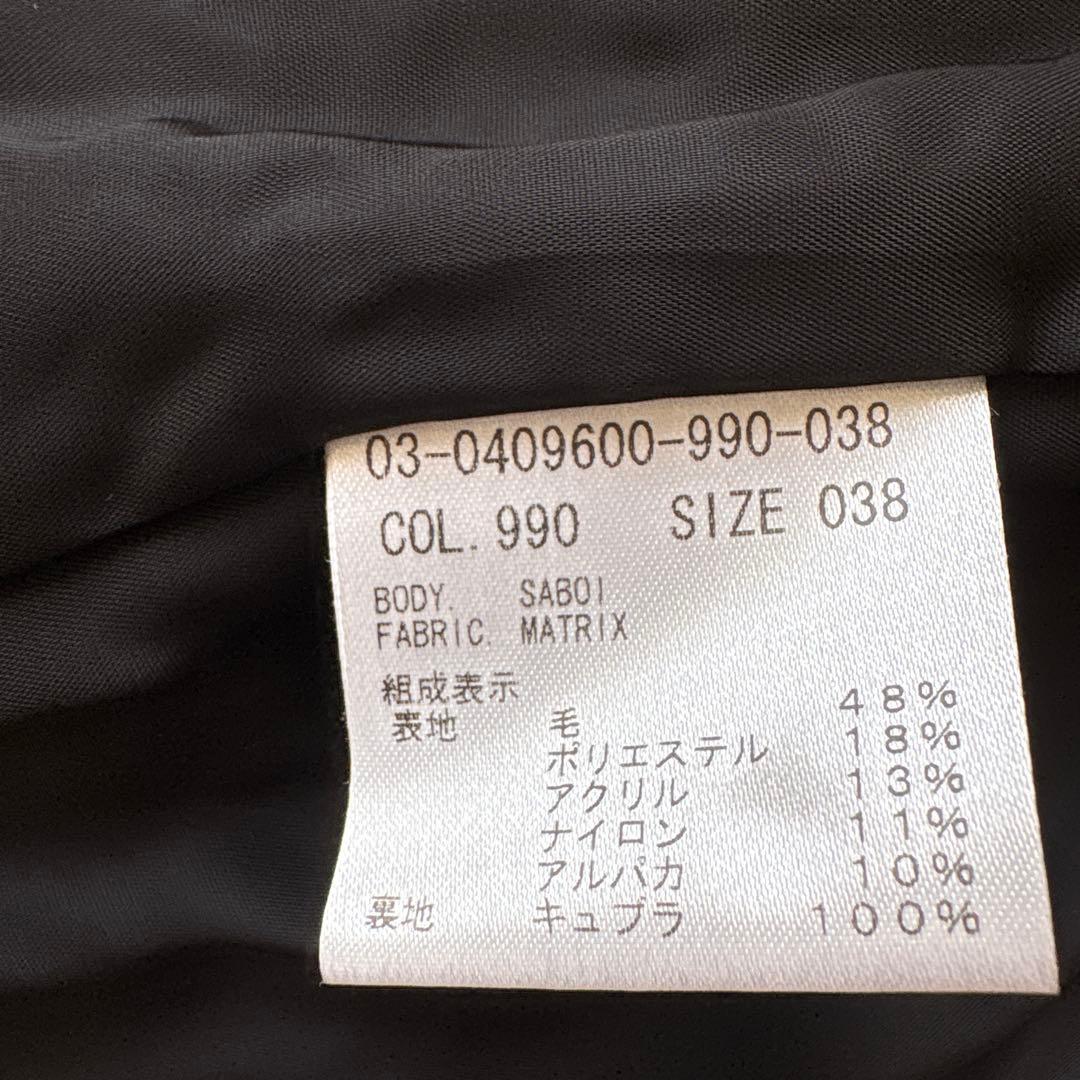 03-0409600-990-038
COL. 990 SIZE 038
BODY. SABOI
FABRIC. MATRIX
組成表示
表地 毛 48%
ポリエステル 18%
アクリル 13%
ナイロン 11%
アルパカ 10%
裏地 キュプラ 100%